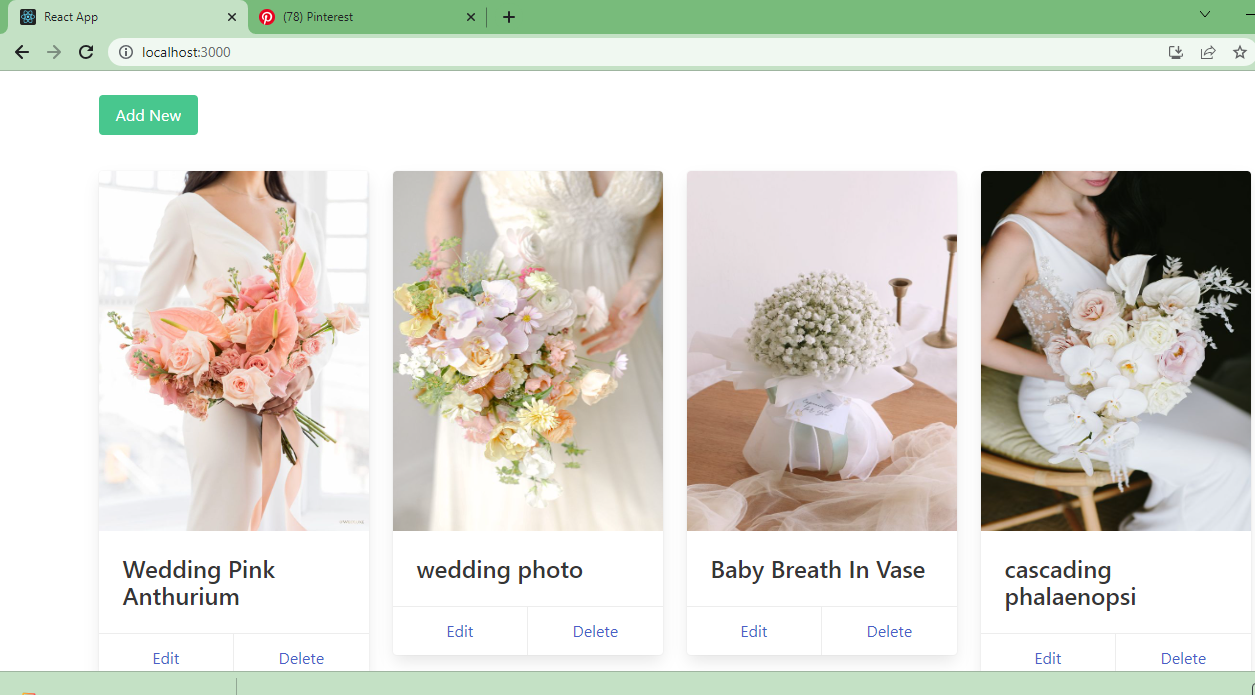 React App
(78) Pinterest
localhost:3000
Add New
Wedding Pink
Anthurium
wedding photo
Baby Breath In Vase
cascading
phalaenopsi
Edit
Delete
Edit
Delete
Edit
Delete
Edit
Delete